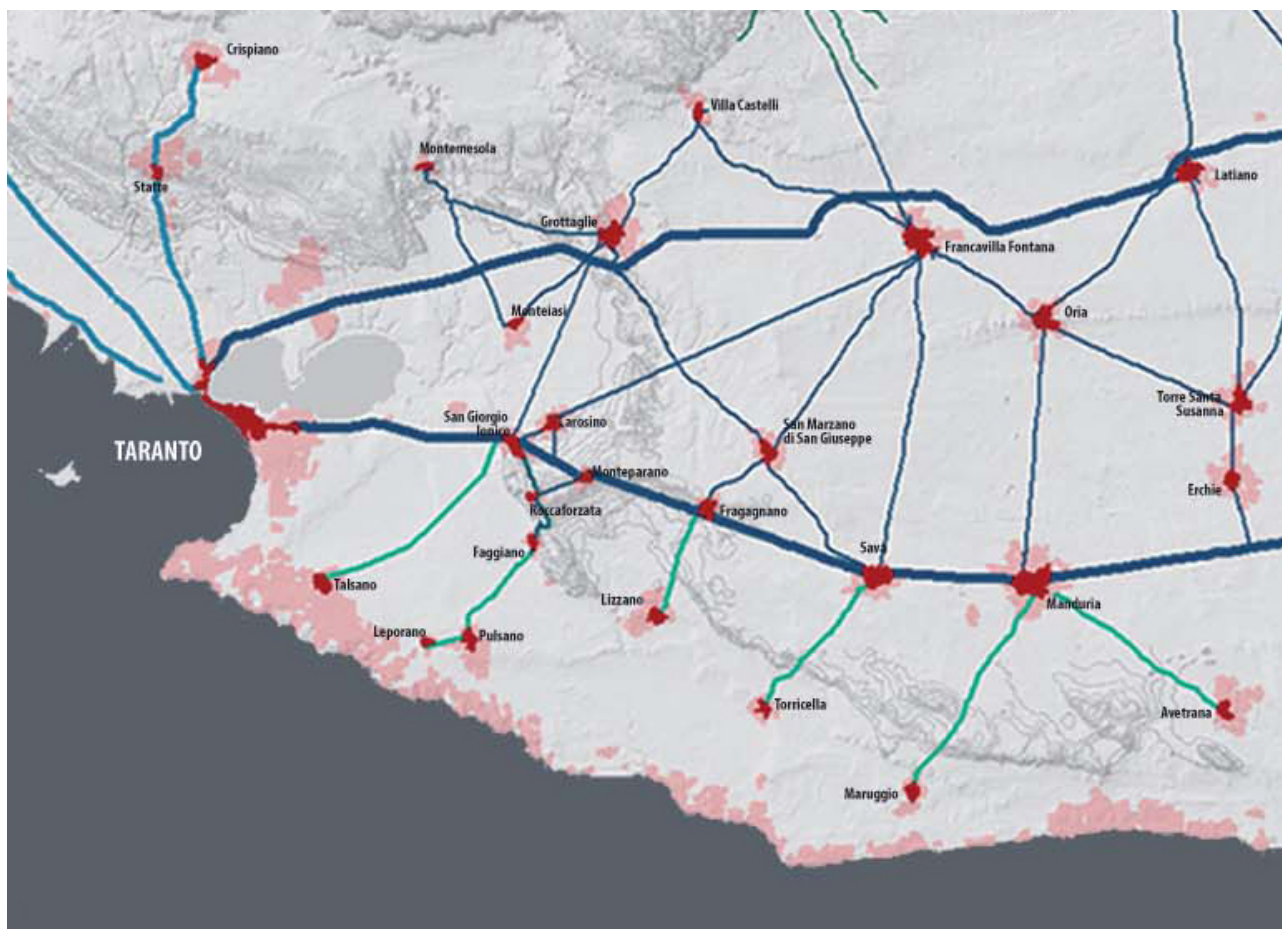 Crispiano
Villa Castelli
Montemesola
Latiano
Statte
Grottaglie
Francavilla Fontana
Oria
Monteiasi
Torre Santa
Susanna
San Giorgio
Ionico
Carosino
San Marzano
di San Giuseppe
TARANTO
Monteparano
Erchie
Roccaforzata
Fragagnano
Sava
Faggiano
Talsano
Lizzano
Manduria
Leporano
Pulsano
Torricella
Avetrana
Maruggio